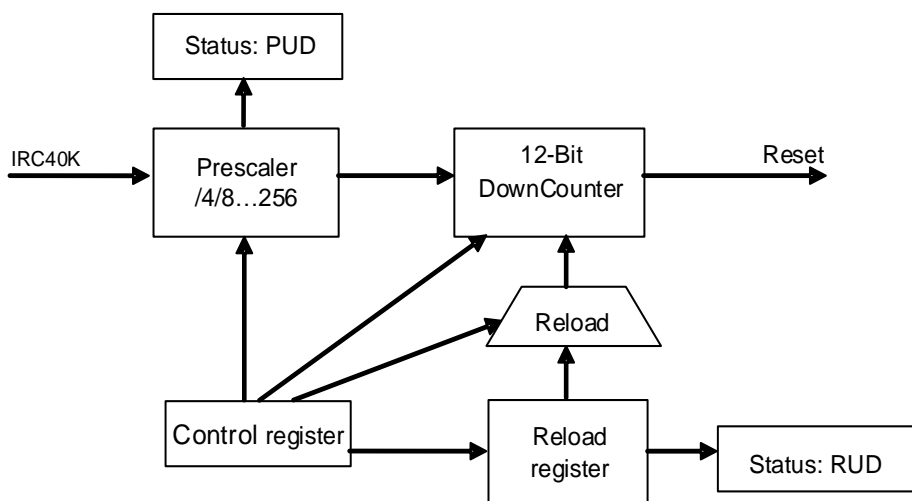 Status: PUD
IRC40K
Prescaler
/4/8...256
12-Bit
DownCounter
Reset
Reload
Control register
Reload
register
Status: RUD